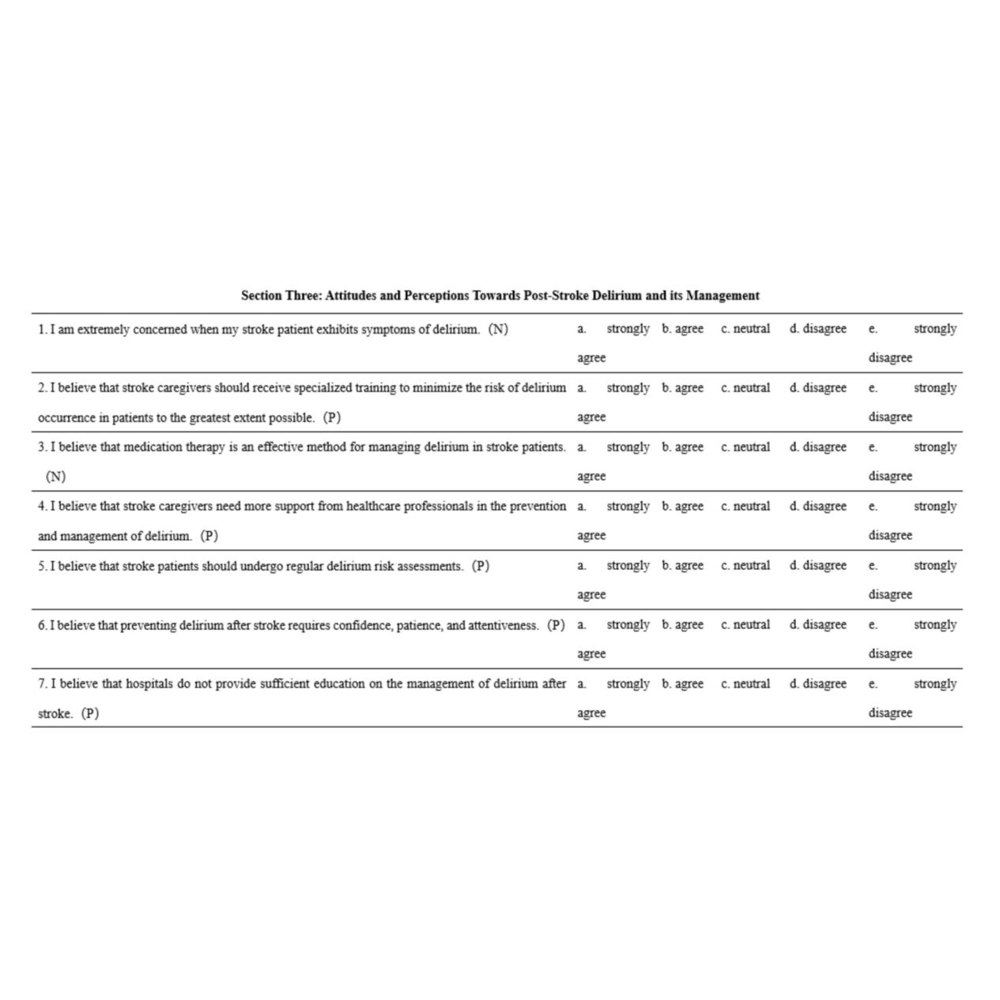 Section Three: Attitudes and Perceptions Towards Post-Stroke Delirium and its Management
1. I am extremely concerned when my stroke patient exhibits symptoms of delirium. (N) a. strongly b. agree c. neutral d. disagree e. strongly
agree disagree
2. I believe that stroke caregivers should receive specialized training to minimize the risk of delirium a. strongly b. agree c. neutral d. disagree e. strongly
occurrence in patients to the greatest extent possible. (P) agree disagree
3. I believe that medication therapy is an effective method for managing delirium in stroke patients. a. strongly b. agree c. neutral d. disagree e. strongly
(N) agree disagree
4. I believe that stroke caregivers need more support from healthcare professionals in the prevention a. strongly b. agree c. neutral d. disagree e. strongly
and management of delirium. (P) agree disagree
5. I believe that stroke patients should undergo regular delirium risk assessments. (P) a. strongly b. agree c. neutral d. disagree e. strongly
agree disagree
6. I believe that preventing delirium after stroke requires confidence, patience, and attentiveness. (P) a. strongly b. agree c. neutral d. disagree e. strongly
agree disagree
7. I believe that hospitals do not provide sufficient education on the management of delirium after a. strongly b. agree c. neutral d. disagree e. strongly
stroke. (P) agree disagree